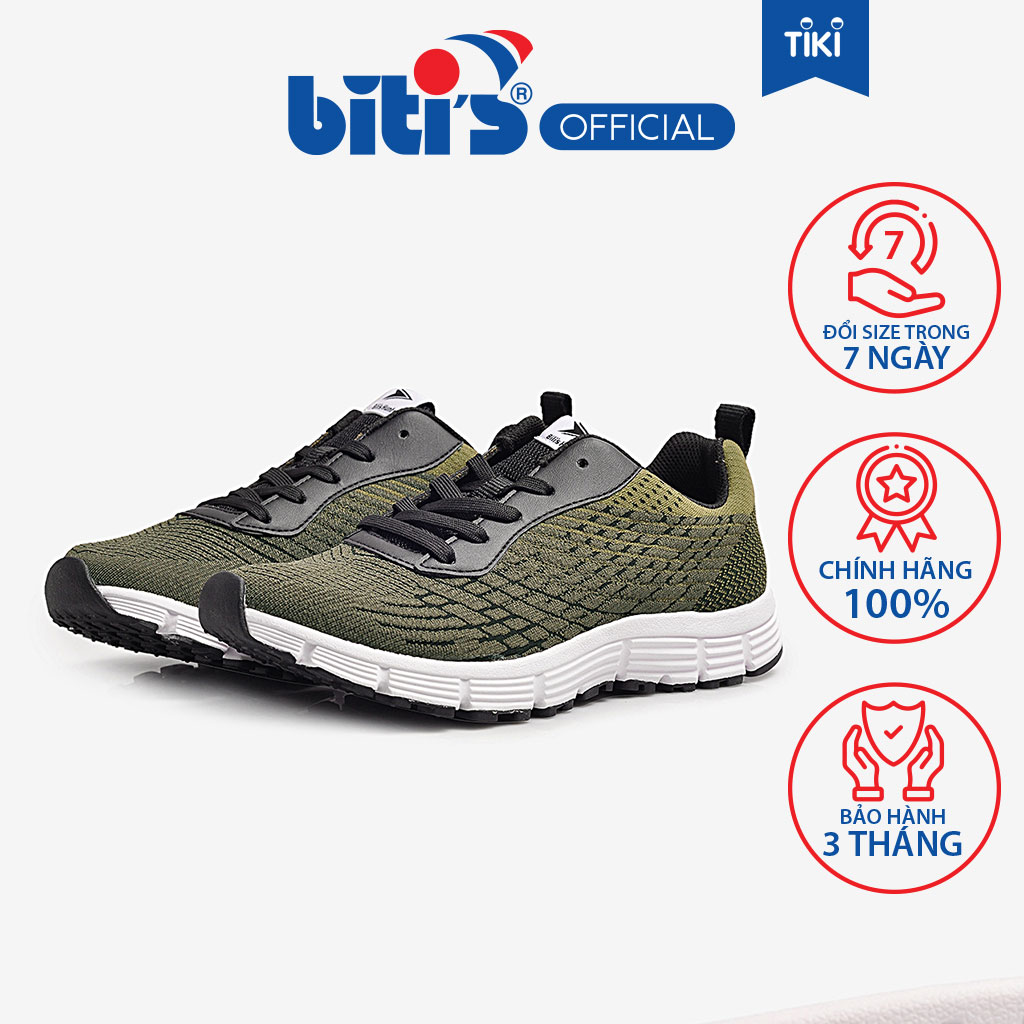 TIKI
biti's®
OFFICIAL
7
ĐỔI SIZE TRONG
7 NGÀY
CHÍNH HÃNG
100%
BẢO HÀNH
3 THÁNG